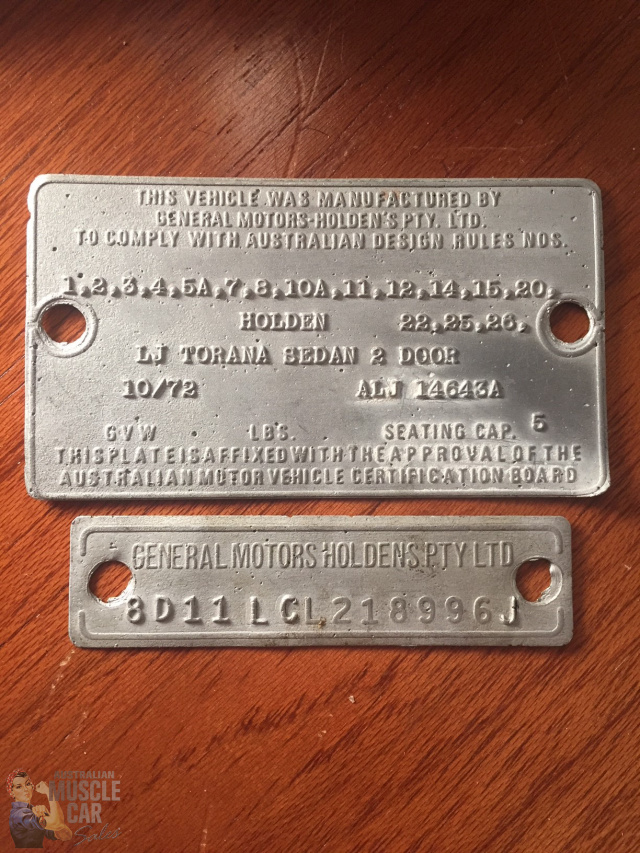 THIS VEHICLE WAS MANUFACTURED BY
GENERAL MOTORS-HOLDEN'S PTY. LTD.
TO COMPLY WITH AUSTRALIAN DESIGN RULES NOS.
1,2,3,4,5A,7,8,10A,11,12,14,15,20,
HOLDEN 22,25,26,
LJ TORANA SEDAN 2 DOOR
10/72 ALJ 14643A
GVW LBS. SEATING CAP. 5
THIS PLATE IS AFFIXED WITH THE APPROVAL OF THE
AUSTRALIAN MOTOR VEHICLE CERTIFICATION BOARD
GENERAL MOTORS HOLDENS PTY LTD
8D11LCL218996J
AUSTRALIAN
MUSCLE
CAR
Sales